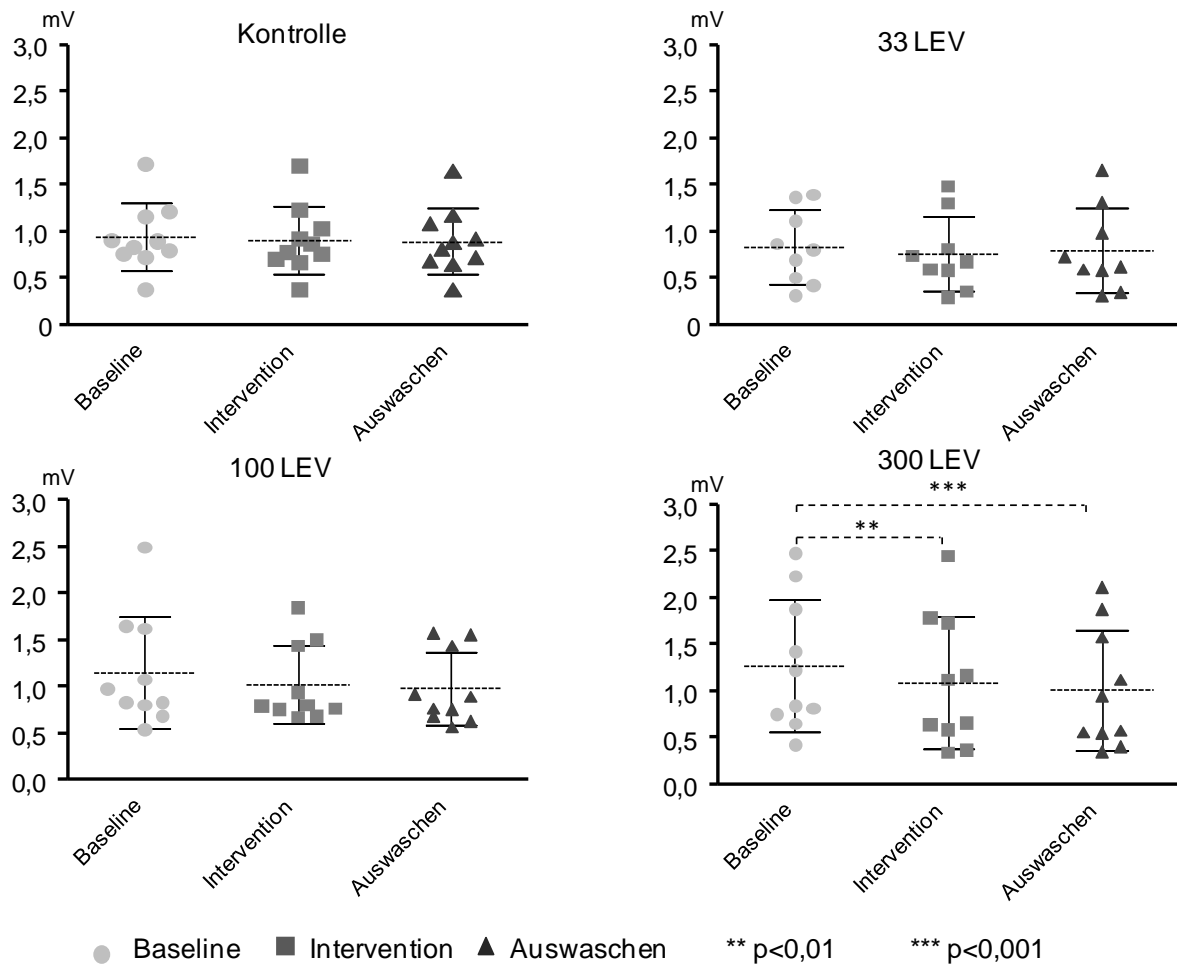 mV
Kontrolle
3,0
2,5
2,0
1,5
1,0
0,5
0
Baseline
Intervention
Auswaschen
mV
33 LEV
3,0
2,5
2,0
1,5
1,0
0,5
0
Baseline
Intervention
Auswaschen
mV
100 LEV
3,0
2,5
2,0
1,5
1,0
0,5
0,0
Baseline
Intervention
Auswaschen
mV
300 LEV
***
**
3,0
2,5
2,0
1,5
1,0
0,5
0,0
Baseline
Intervention
Auswaschen
Baseline Intervention Auswaschen ** p<0,01 *** p<0,001